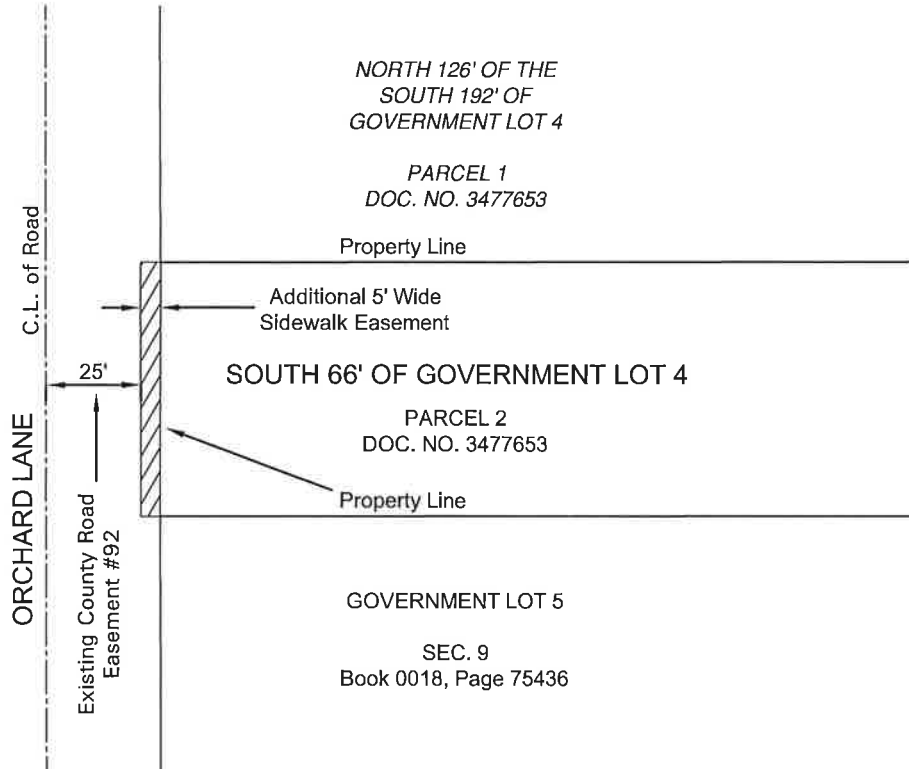 NORTH 126' OF THE
SOUTH 192' OF
GOVERNMENT LOT 4
PARCEL 1
DOC. NO. 3477653
Property Line
C.L. of Road
Additional 5' Wide
Sidewalk Easement
25'
SOUTH 66' OF GOVERNMENT LOT 4
PARCEL 2
DOC. NO. 3477653
Property Line
ORCHARD LANE
Existing County Road
Easement #92
GOVERNMENT LOT 5
SEC. 9
Book 0018, Page 75436